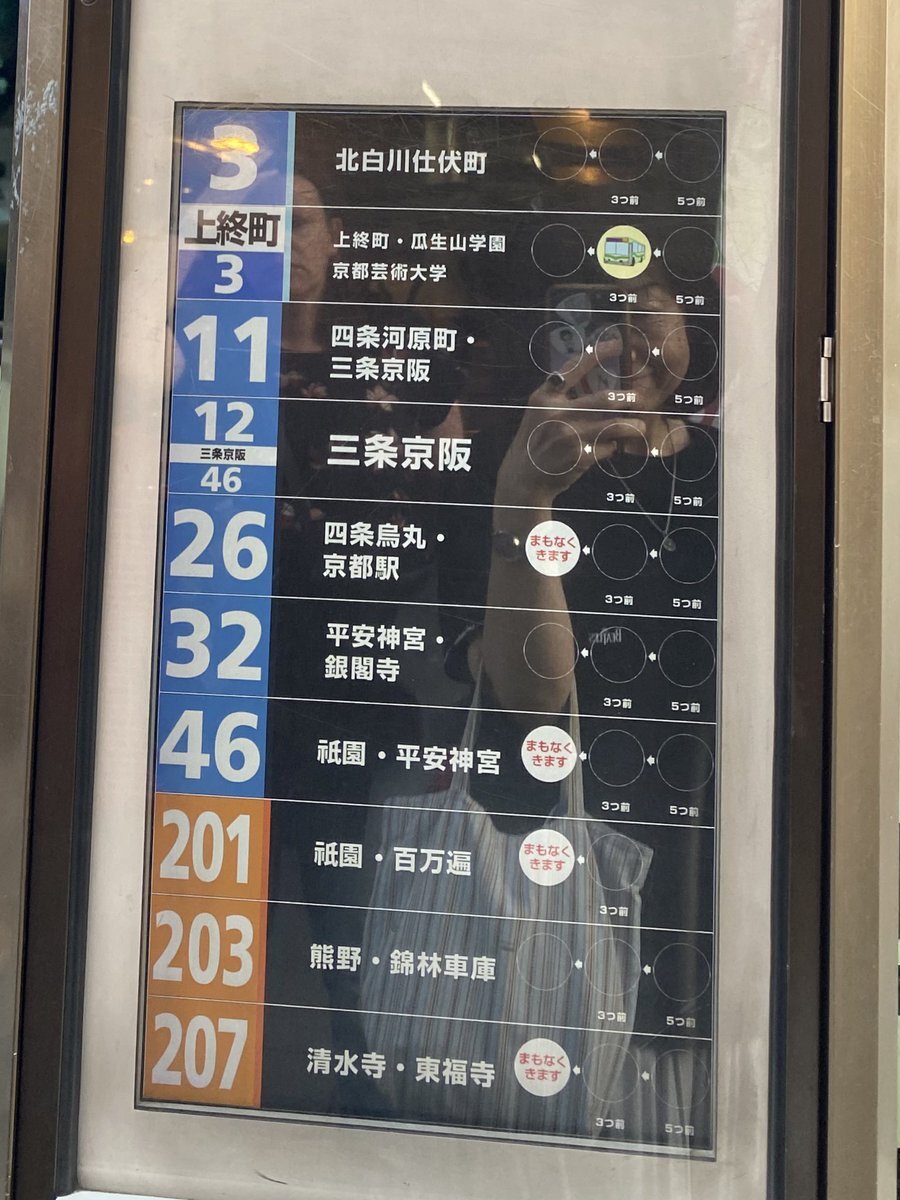 3
北白川仕伏町
3つ前
5つ前
上終町
3
上終町・瓜生山学園
京都芸術大学
3つ前
5つ前
11
四条河原町・
三条京阪
3つ前
5つ前
12
三条京阪
46
三条京阪
3つ前
5つ前
26
四条烏丸・
京都駅
まもなく
きます
3つ前
5つ前
32
平安神宮・
銀閣寺
3つ前
5つ前
46
祇園・平安神宮
まもなく
きます
3つ前
5つ前
201
祇園・百万遍
まもなく
きます
3つ前
203
熊野・錦林車庫
3つ前
5つ前
207
清水寺・東福寺
まもなく
きます
3つ前
5つ前